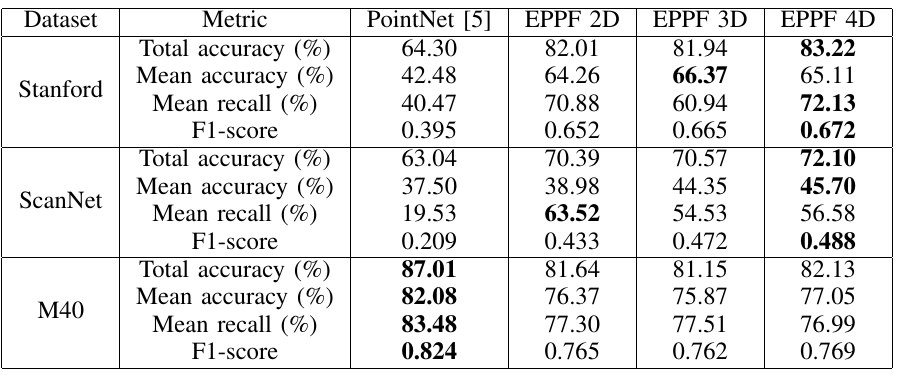 Dataset Metric PointNet [5] EPPF 2D EPPF 3D EPPF 4D
Stanford Total accuracy (%) 64.30 82.01 81.94 83.22
Mean accuracy (%) 42.48 64.26 66.37 65.11
Mean recall (%) 40.47 70.88 60.94 72.13
F1-score 0.395 0.652 0.665 0.672
ScanNet Total accuracy (%) 63.04 70.39 70.57 72.10
Mean accuracy (%) 37.50 38.98 44.35 45.70
Mean recall (%) 19.53 63.52 54.53 56.58
F1-score 0.209 0.433 0.472 0.488
M40 Total accuracy (%) 87.01 81.64 81.15 82.13
Mean accuracy (%) 82.08 76.37 75.87 77.05
Mean recall (%) 83.48 77.30 77.51 76.99
F1-score 0.824 0.765 0.762 0.769